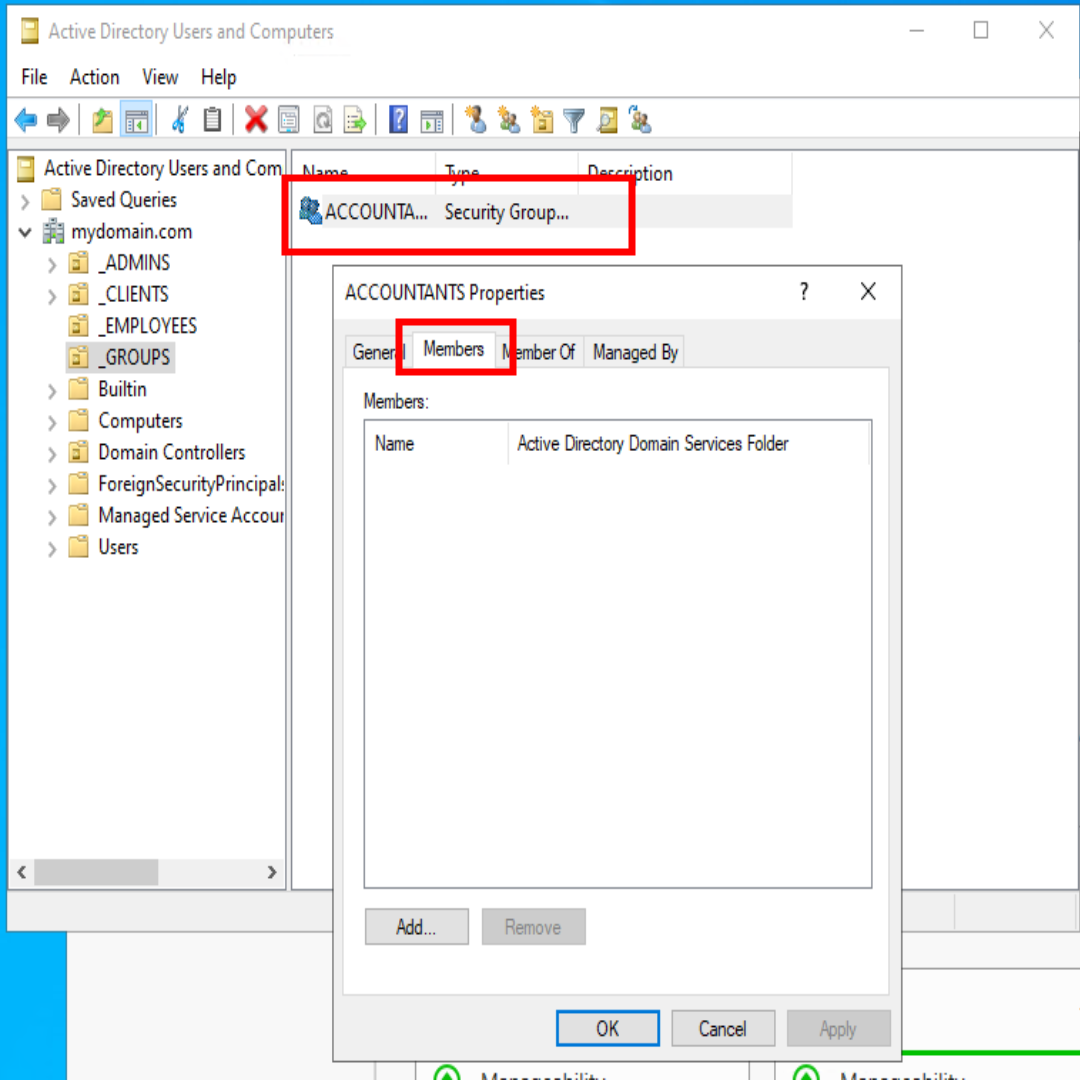 Active Directory Users and Computers
File Action View Help
Active Directory Users and Com
Saved Queries
mydomain.com
_ADMINS
_CLIENTS
_EMPLOYEES
_GROUPS
Builtin
Computers
Domain Controllers
ForeignSecurityPrincipals
Managed Service Accour
Users
Name Type Description
ACCOUNTA... Security Group...
ACCOUNTANTS Properties
General Members Member Of Managed By
Members:
Name Active Directory Domain Services Folder
Add... Remove
OK Cancel Apply
Manageability Manageability